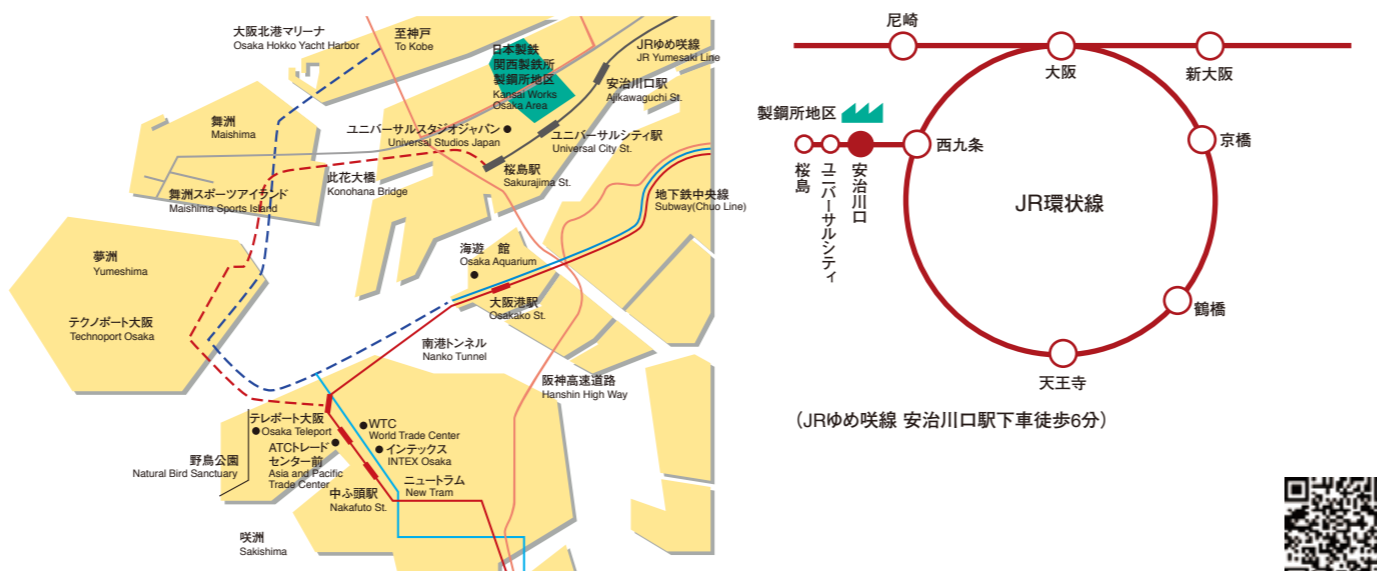 大阪北港マリーナ
Osaka Hokko Yacht Harbor
至神戸
To Kobe
日本製鉄
関西製鉄所
製鋼所地区
Kansai Works
Osaka Area
JRゆめ咲線
JR Yumesaki Line
安治川口駅
Ajikawaguchi St.
舞洲
Maishima
ユニバーサルスタジオジャパン
Universal Studios Japan
ユニバーサルシティ駅
Universal City St.
桜島駅
Sakurajima St.
此花大橋
Konohana Bridge
舞洲スポーツアイランド
Maishima Sports Island
地下鉄中央線
Subway(Chuo Line)
夢洲
Yumeshima
海遊 館
Osaka Aquarium
大阪港駅
Osakako St.
テクノポート大阪
Technoport Osaka
南港トンネル
Nanko Tunnel
阪神高速道路
Hanshin High Way
テレポート大阪
Osaka Teleport
WTC
World Trade Center
ATCトレード
センター前
Asia and Pacific
Trade Center
インテックス
INTEX Osaka
野鳥公園
Natural Bird Sanctuary
中ふ頭駅
Nakafuto St.
ニュートラム
New Tram
咲洲
Sakishima
尼崎
大阪
新大阪
製鋼所地区
西九条
京橋
桜島
ユニバーサルシティ
安治川口
JR環状線
鶴橋
天王寺
（JRゆめ咲線 安治川口駅下車徒歩6分）